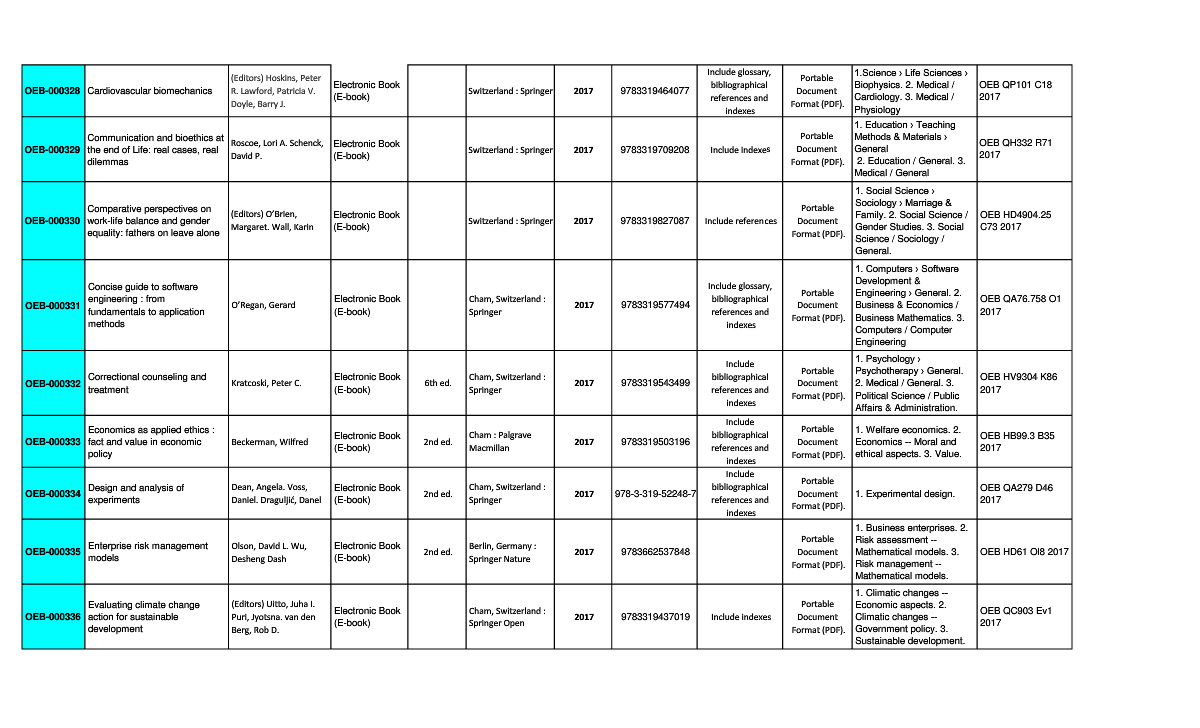 OEB-000328
Cardiovascular biomechanics
(Editors) Hoskins, Peter
R. Lawford, Patricia V.
Doyle, Barry J.
Electronic Book
(E-book)
Switzerland : Springer
2017
9783319464077
Include glossary,
bibliographical
references and
indexes
Portable
Document
Format (PDF).
1.Science › Life Sciences ›
Biophysics. 2. Medical /
Cardiology. 3. Medical /
Physiology
OEB QP101 C18
2017
OEB-000329
Communication and bioethics at
the end of Life: real cases, real
dilemmas
Roscoe, Lori A. Schenck,
David P.
Electronic Book
(E-book)
Switzerland : Springer
2017
9783319709208
Include Indexes
Portable
Document
Format (PDF).
1. Education › Teaching
Methods & Materials ›
General
2. Education / General. 3.
Medical / General
OEB QH332 R71
2017
OEB-000330
Comparative perspectives on
work-life balance and gender
equality: fathers on leave alone
(Editors) O’Brien,
Margaret. Wall, Karin
Electronic Book
(E-book)
Switzerland : Springer
2017
9783319827087
Include references
Portable
Document
Format (PDF).
1. Social Science ›
Sociology › Marriage &
Family. 2. Social Science /
Gender Studies. 3. Social
Science / Sociology /
General.
OEB HD4904.25
C73 2017
OEB-000331
Concise guide to software
engineering : from
fundamentals to application
methods
O’Regan, Gerard
Electronic Book
(E-book)
Cham, Switzerland :
Springer
2017
9783319577494
Include glossary,
bibliographical
references and
indexes
Portable
Document
Format (PDF).
1. Computers › Software
Development &
Engineering › General. 2.
Business & Economics /
Business Mathematics. 3.
Computers / Computer
Engineering
OEB QA76.758 O1
2017
OEB-000332
Correctional counseling and
treatment
Kratcoski, Peter C.
Electronic Book
(E-book)
6th ed.
Cham, Switzerland :
Springer
2017
9783319543499
Include
bibliographical
references and
indexes
Portable
Document
Format (PDF).
1. Psychology ›
Psychotherapy › General.
2. Medical / General. 3.
Political Science / Public
Affairs & Administration.
OEB HV9304 K86
2017
OEB-000333
Economics as applied ethics :
fact and value in economic
policy
Beckerman, Wilfred
Electronic Book
(E-book)
2nd ed.
Cham : Palgrave
Macmillan
2017
9783319503196
Include
bibliographical
references and
indexes
Portable
Document
Format (PDF).
1. Welfare economics. 2.
Economics -- Moral and
ethical aspects. 3. Value.
OEB HB99.3 B35
2017
OEB-000334
Design and analysis of
experiments
Dean, Angela. Voss,
Daniel. Draguljić, Danel
Electronic Book
(E-book)
2nd ed.
Cham, Switzerland :
Springer
2017
978-3-319-52248-7
Include
bibliographical
references and
indexes
Portable
Document
Format (PDF).
1. Experimental design.
OEB QA279 D46
2017
OEB-000335
Enterprise risk management
models
Olson, David L. Wu,
Desheng Dash
Electronic Book
(E-book)
2nd ed.
Berlin, Germany :
Springer Nature
2017
9783662537848
Portable
Document
Format (PDF).
1. Business enterprises. 2.
Risk assessment --
Mathematical models. 3.
Risk management --
Mathematical models.
OEB HD61 Ol8 2017
OEB-000336
Evaluating climate change
action for sustainable
development
(Editors) Uitto, Juha I.
Puri, Jyotsna. van den
Berg, Rob D.
Electronic Book
(E-book)
Cham, Switzerland :
Springer Open
2017
9783319437019
Include Indexes
Portable
Document
Format (PDF).
1. Climatic changes --
Economic aspects. 2.
Climatic changes --
Government policy. 3.
Sustainable development.
OEB QC903 Ev1
2017